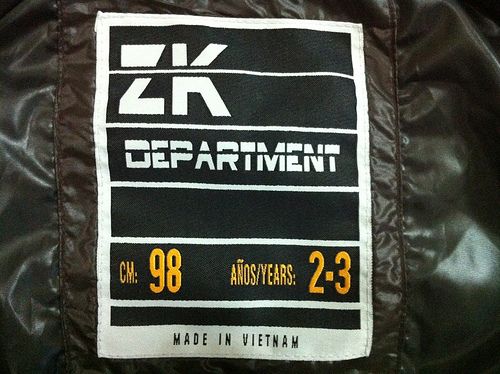 ZK
DEPARTMENT
CM: 98 AÑOS/YEARS: 2-3
MADE IN VIETNAM